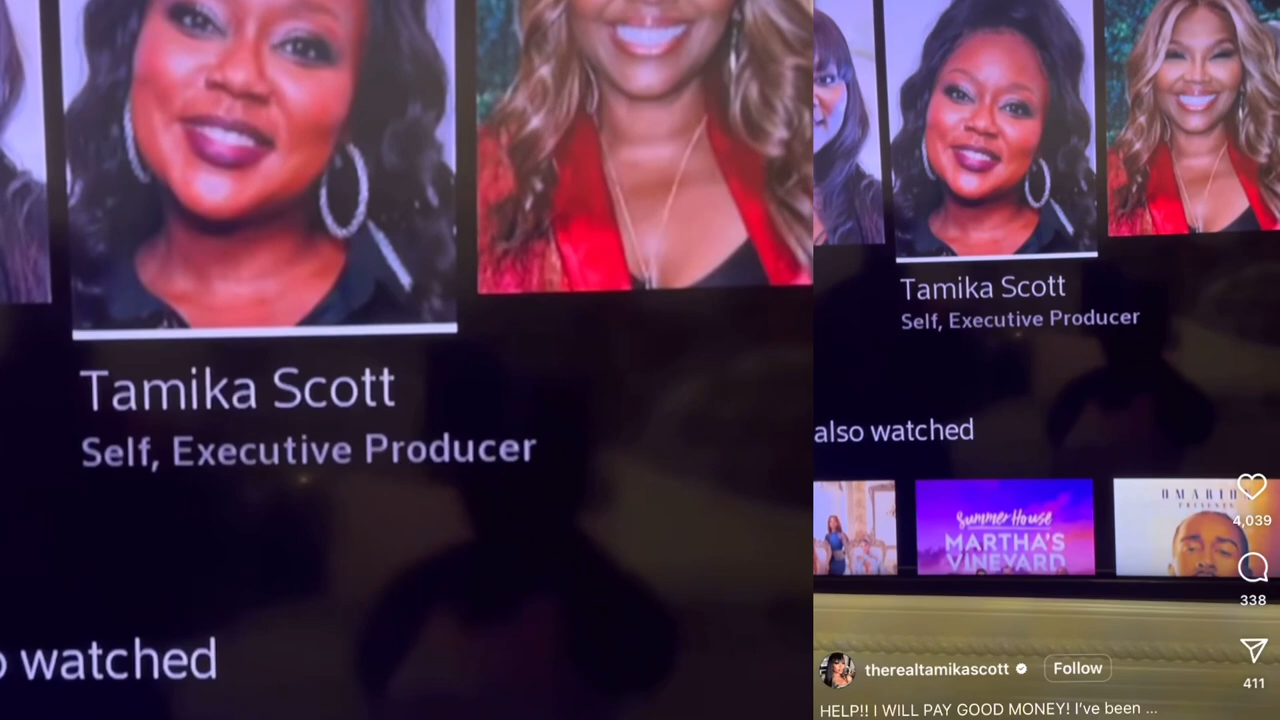 Tamika Scott
Self, Executive Producer
watched
Tamika Scott
Self, Executive Producer
also watched
Summer House
MARTHA'S
VINEYARD
4,039
338
411
therealtamikascott
Follow
HELP!! I WILL PAY GOOD MONEY! I've been ...